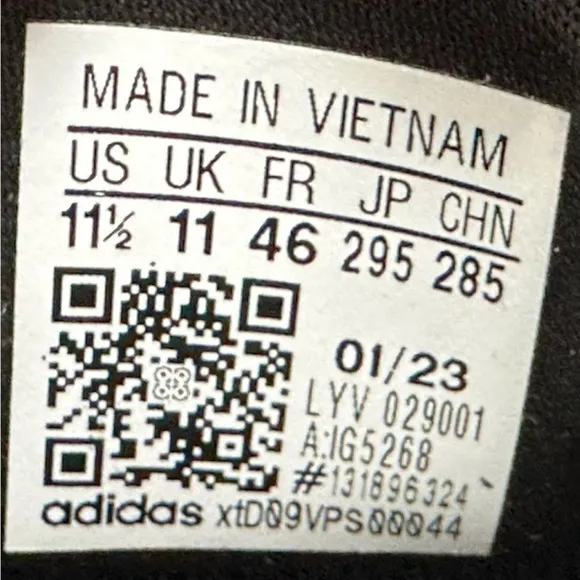 MADE IN VIETNAM
US UK FR JP CHN
11½ 11 46 295 285
01/23
LYV 029001
A:IG5268
#131896324
adidas xtD09VPS00044